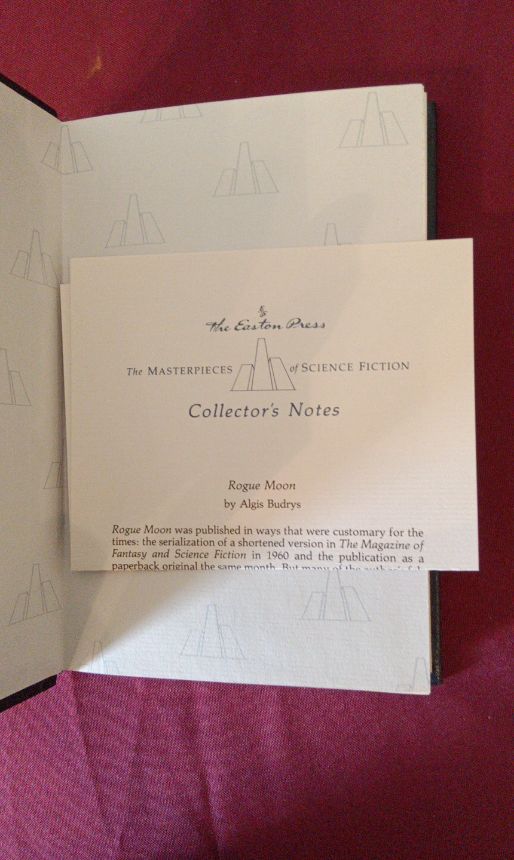 The Easton Press
The MASTERPIECES of SCIENCE FICTION
Collector's Notes
Rogue Moon
by Algis Budrys
Rogue Moon was published in ways that were customary for the
times: the serialization of a shortened version in The Magazine of
Fantasy and Science Fiction in 1960 and the publication as a
paperback original the same month. But many of the author's